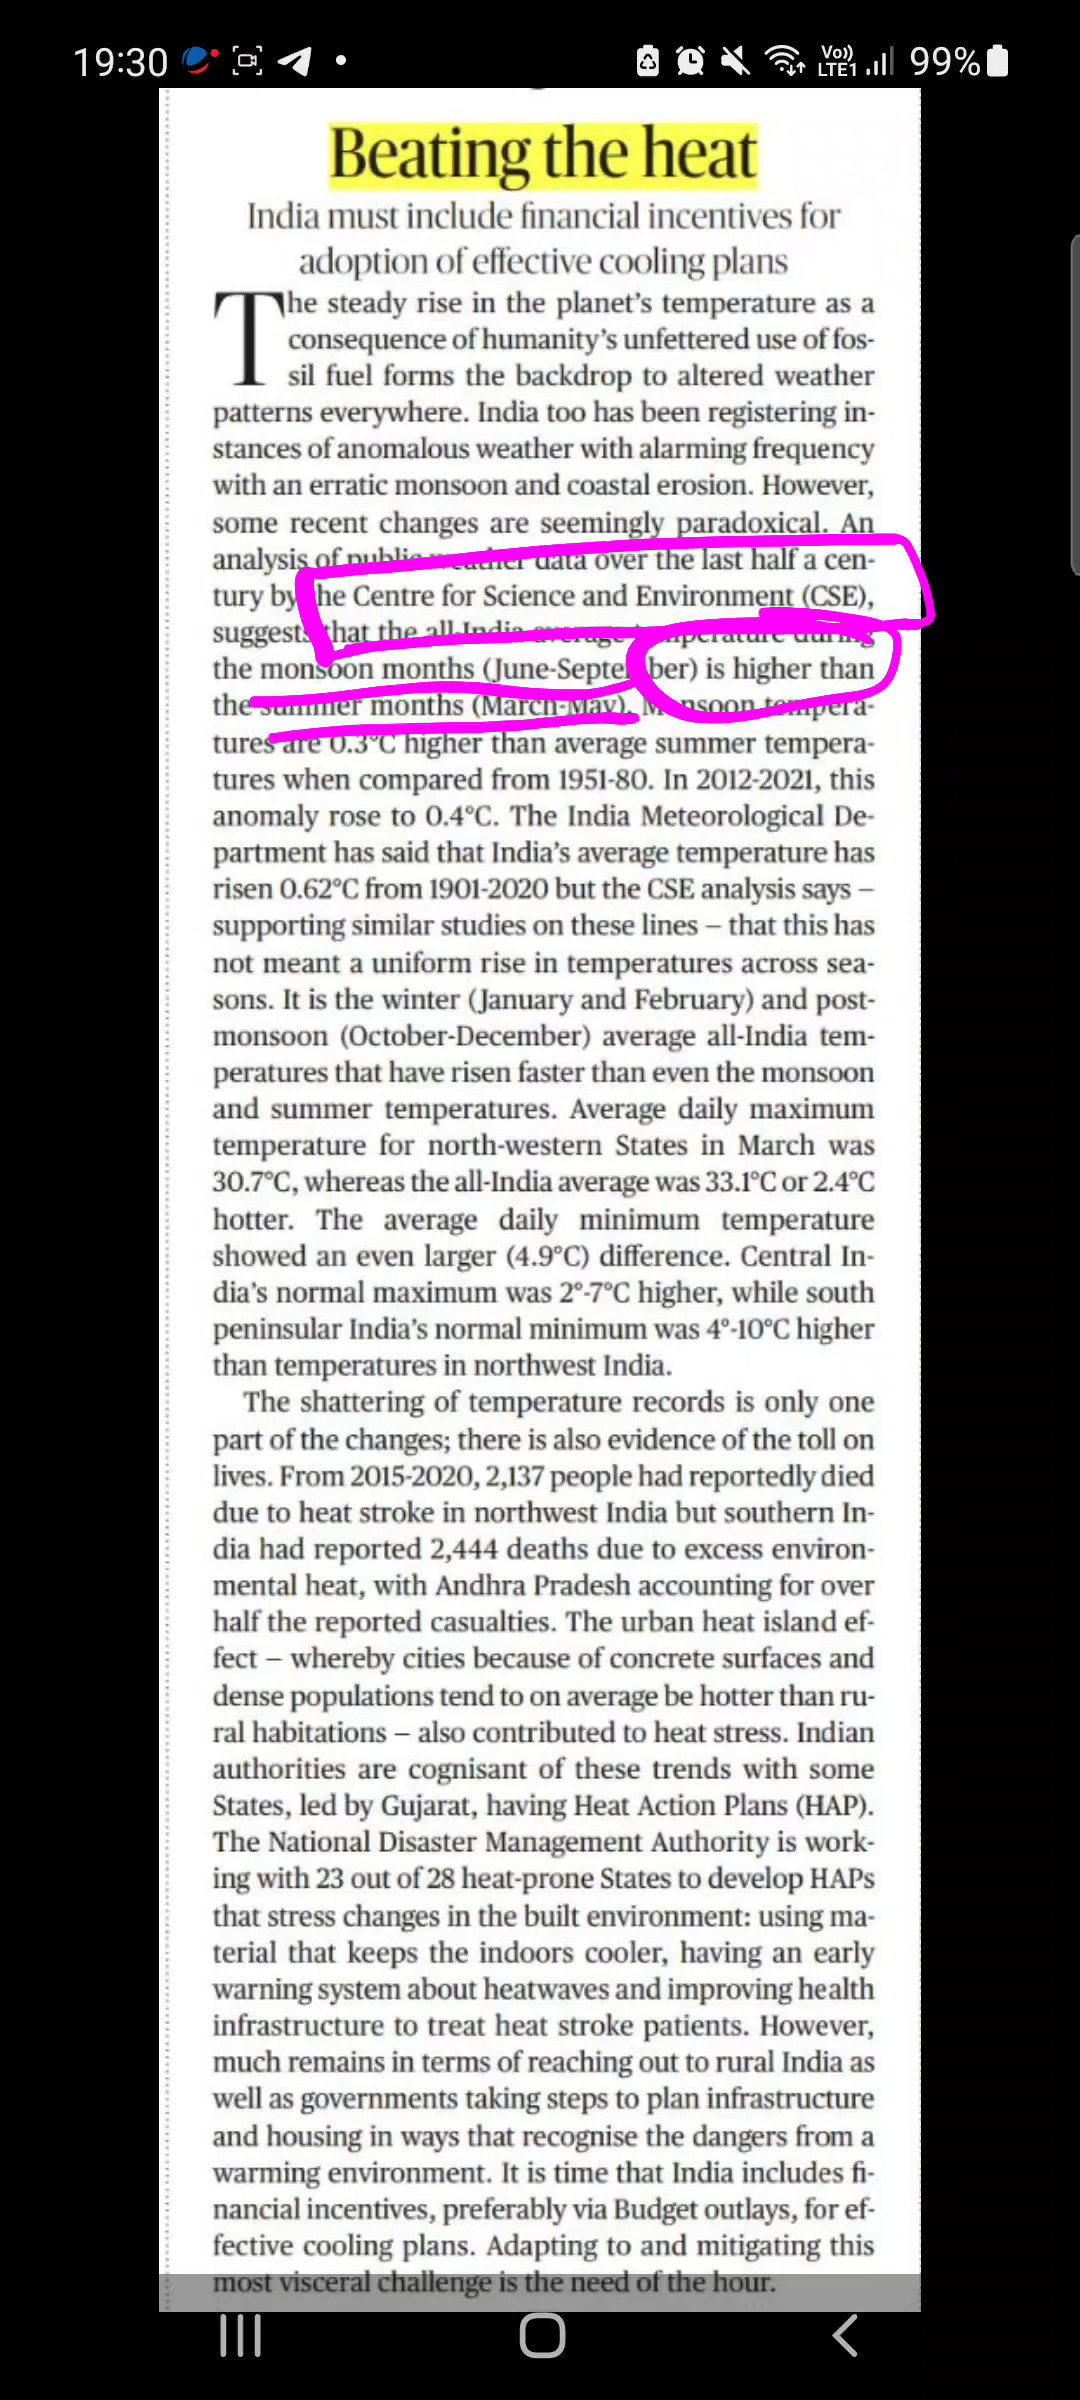 19:30
Vo)) LTE1 99%
Beating the heat
India must include financial incentives for
adoption of effective cooling plans
The steady rise in the planet's temperature as a
consequence of humanity's unfettered use of fos-
sil fuel forms the backdrop to altered weather
patterns everywhere. India too has been registering in-
stances of anomalous weather with alarming frequency
with an erratic monsoon and coastal erosion. However,
some recent changes are seemingly paradoxical. An
analysis of public weather data over the last half a cen-
tury by the Centre for Science and Environment (CSE),
suggests that the all-India average temperature during
the monsoon months (June-September) is higher than
the summer months (March-May). Monsoon tempera-
tures are 0.3°C higher than average summer tempera-
tures when compared from 1951-80. In 2012-2021, this
anomaly rose to 0.4°C. The India Meteorological De-
partment has said that India's average temperature has
risen 0.62°C from 1901-2020 but the CSE analysis says –
supporting similar studies on these lines – that this has
not meant a uniform rise in temperatures across sea-
sons. It is the winter (January and February) and post-
monsoon (October-December) average all-India tem-
peratures that have risen faster than even the monsoon
and summer temperatures. Average daily maximum
temperature for north-western States in March was
30.7°C, whereas the all-India average was 33.1°C or 2.4°C
hotter. The average daily minimum temperature
showed an even larger (4.9°C) difference. Central In-
dia's normal maximum was 2°-7°C higher, while south
peninsular India's normal minimum was 4°-10°C higher
than temperatures in northwest India.
The shattering of temperature records is only one
part of the changes; there is also evidence of the toll on
lives. From 2015-2020, 2,137 people had reportedly died
due to heat stroke in northwest India but southern In-
dia had reported 2,444 deaths due to excess environ-
mental heat, with Andhra Pradesh accounting for over
half the reported casualties. The urban heat island ef-
fect – whereby cities because of concrete surfaces and
dense populations tend to on average be hotter than ru-
ral habitations – also contributed to heat stress. Indian
authorities are cognisant of these trends with some
States, led by Gujarat, having Heat Action Plans (HAP).
The National Disaster Management Authority is work-
ing with 23 out of 28 heat-prone States to develop HAPs
that stress changes in the built environment: using ma-
terial that keeps the indoors cooler, having an early
warning system about heatwaves and improving health
infrastructure to treat heat stroke patients. However,
much remains in terms of reaching out to rural India as
well as governments taking steps to plan infrastructure
and housing in ways that recognise the dangers from a
warming environment. It is time that India includes fi-
nancial incentives, preferably via Budget outlays, for ef-
fective cooling plans. Adapting to and mitigating this
most visceral challenge is the need of the hour.